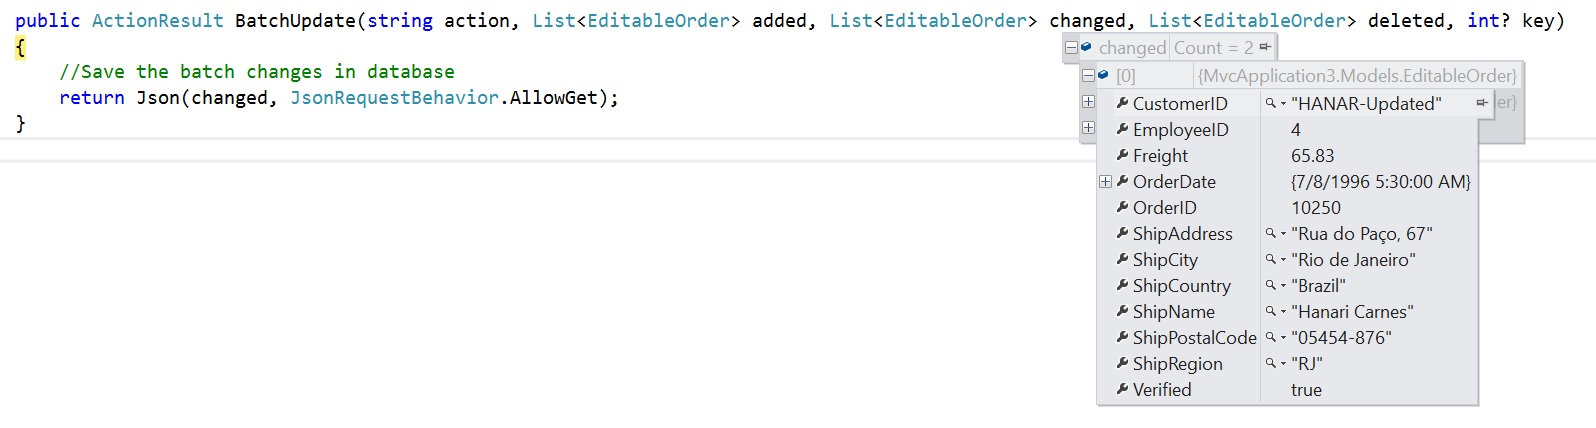 public ActionResult BatchUpdate(string action, List<EditableOrder> added, List<EditableOrder> changed, List<EditableOrder> deleted, int? key)
{
//Save the batch changes in database
return Json(changed, JsonRequestBehavior.AllowGet);
}
changed Count = 2
[0] {MvcApplication3.Models.EditableOrder}
CustomerID "HANAR-Updated" er}
EmployeeID 4
Freight 65.83
OrderDate {7/8/1996 5:30:00 AM}
OrderID 10250
ShipAddress "Rua do Paço, 67"
ShipCity "Rio de Janeiro"
ShipCountry "Brazil"
ShipName "Hanari Carnes"
ShipPostalCode "05454-876"
ShipRegion "RJ"
Verified true